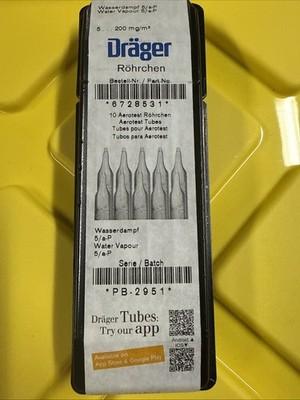 Wasserdampf 5/a-P
Water Vapour 5/a-P
5 ... 200 mg/m³
Dräger
Röhrchen
Bestell-Nr. / Part No.
*6728531*
10 Aerotest Röhrchen
Aerotest Tubes
Tubes pour Aerotest
Tubos para Aerotest
Wasserdampf
5/a-P
Water Vapour
5/a-P
Serie / Batch
*PB-2951*
Dräger Tubes:
Try our app
Android ▲
iOS▼
Available on
App Store & Google Play